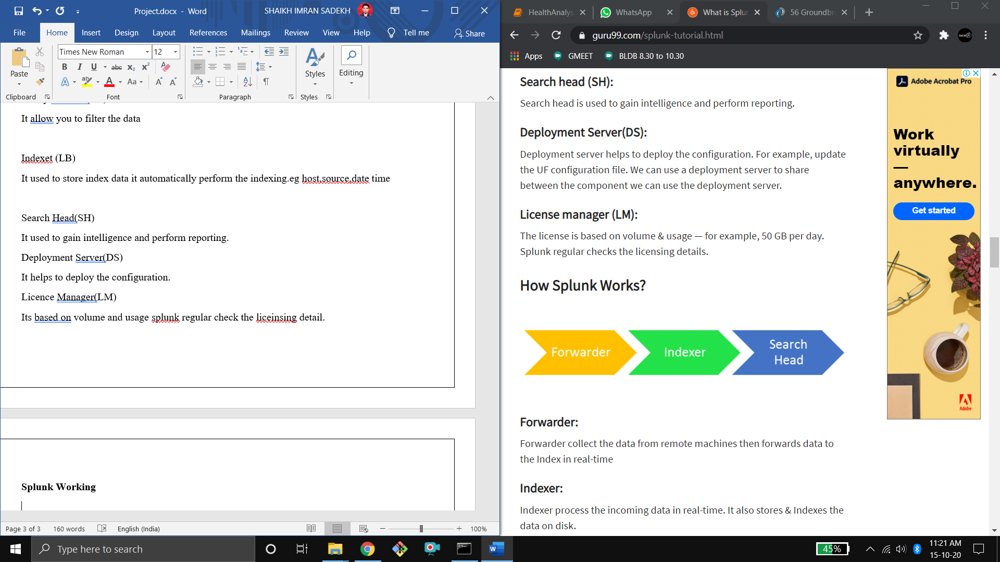 Project.docx - Word
SHAIKH IMRAN SADEKH
File
Home
Insert
Design
Layout
References
Mailings
Review
View
Help
Tell me
Share
Paste
Clipboard
Times New Roman
12
B I U abc x2 x2
A A Aa A A
Font
Paragraph
Styles
Styles
Editing
It allow you to filter the data
Indexet (LB)
It used to store index data it automatically perform the indexing.eg host,source,date time
Search Head(SH)
It used to gain intelligence and perform reporting.
Deployment Server(DS)
It helps to deploy the configuration.
Licence Manager(LM)
Its based on volume and usage splunk regular check the liceinsing detail.
Splunk Working
Page 3 of 3
160 words
English (India)
100%
HealthAnalys
WhatsApp
What is Splu
56 Groundbr
guru99.com/splunk-tutorial.html
Apps
GMEET
BLDB 8.30 to 10.30
Search head (SH):
Search head is used to gain intelligence and perform reporting.
Deployment Server(DS):
Deployment server helps to deploy the configuration. For example, update
the UF configuration file. We can use a deployment server to share
between the component we can use the deployment server.
License manager (LM):
The license is based on volume & usage — for example, 50 GB per day.
Splunk regular checks the licensing details.
How Splunk Works?
Forwarder
Indexer
Search
Head
Forwarder:
Forwarder collect the data from remote machines then forwards data to
the Index in real-time
Indexer:
Indexer process the incoming data in real-time. It also stores & Indexes the
data on disk.
Adobe Acrobat Pro
Work
virtually
—
anywhere.
Get started
Adobe
Type here to search
45%
11:21 AM
15-10-20